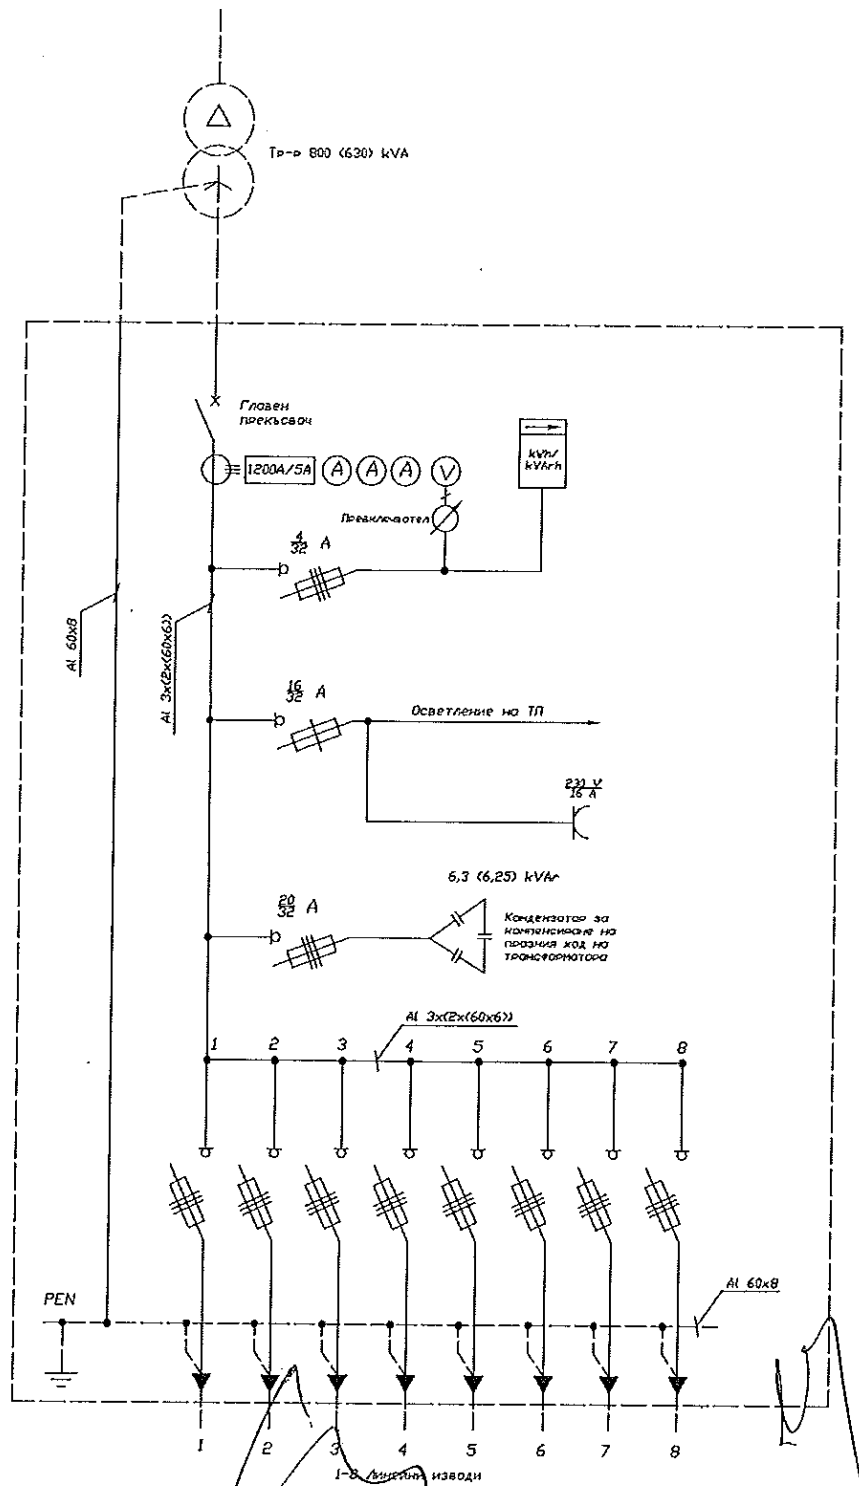 Тр-р 800 (630) kVA
Главен
прекъсвач
1200A/5A
A
A
A
V
kWh/
kVArh
Превключвател
4/32 A
Al 60x8
Al 3x(2x(60x6))
16/32 A
Осветление на ТП
230 V
16 A
6,3 (6,25) kVAr
20/32 A
Кондензатор за
компенсиране на
празния ход на
трансформатора
Al 3x(2x(60x6))
1 2 3 4 5 6 7 8
PEN
Al 60x8
1 2 3 4 5 6 7 8
1-8 Линейни изводи